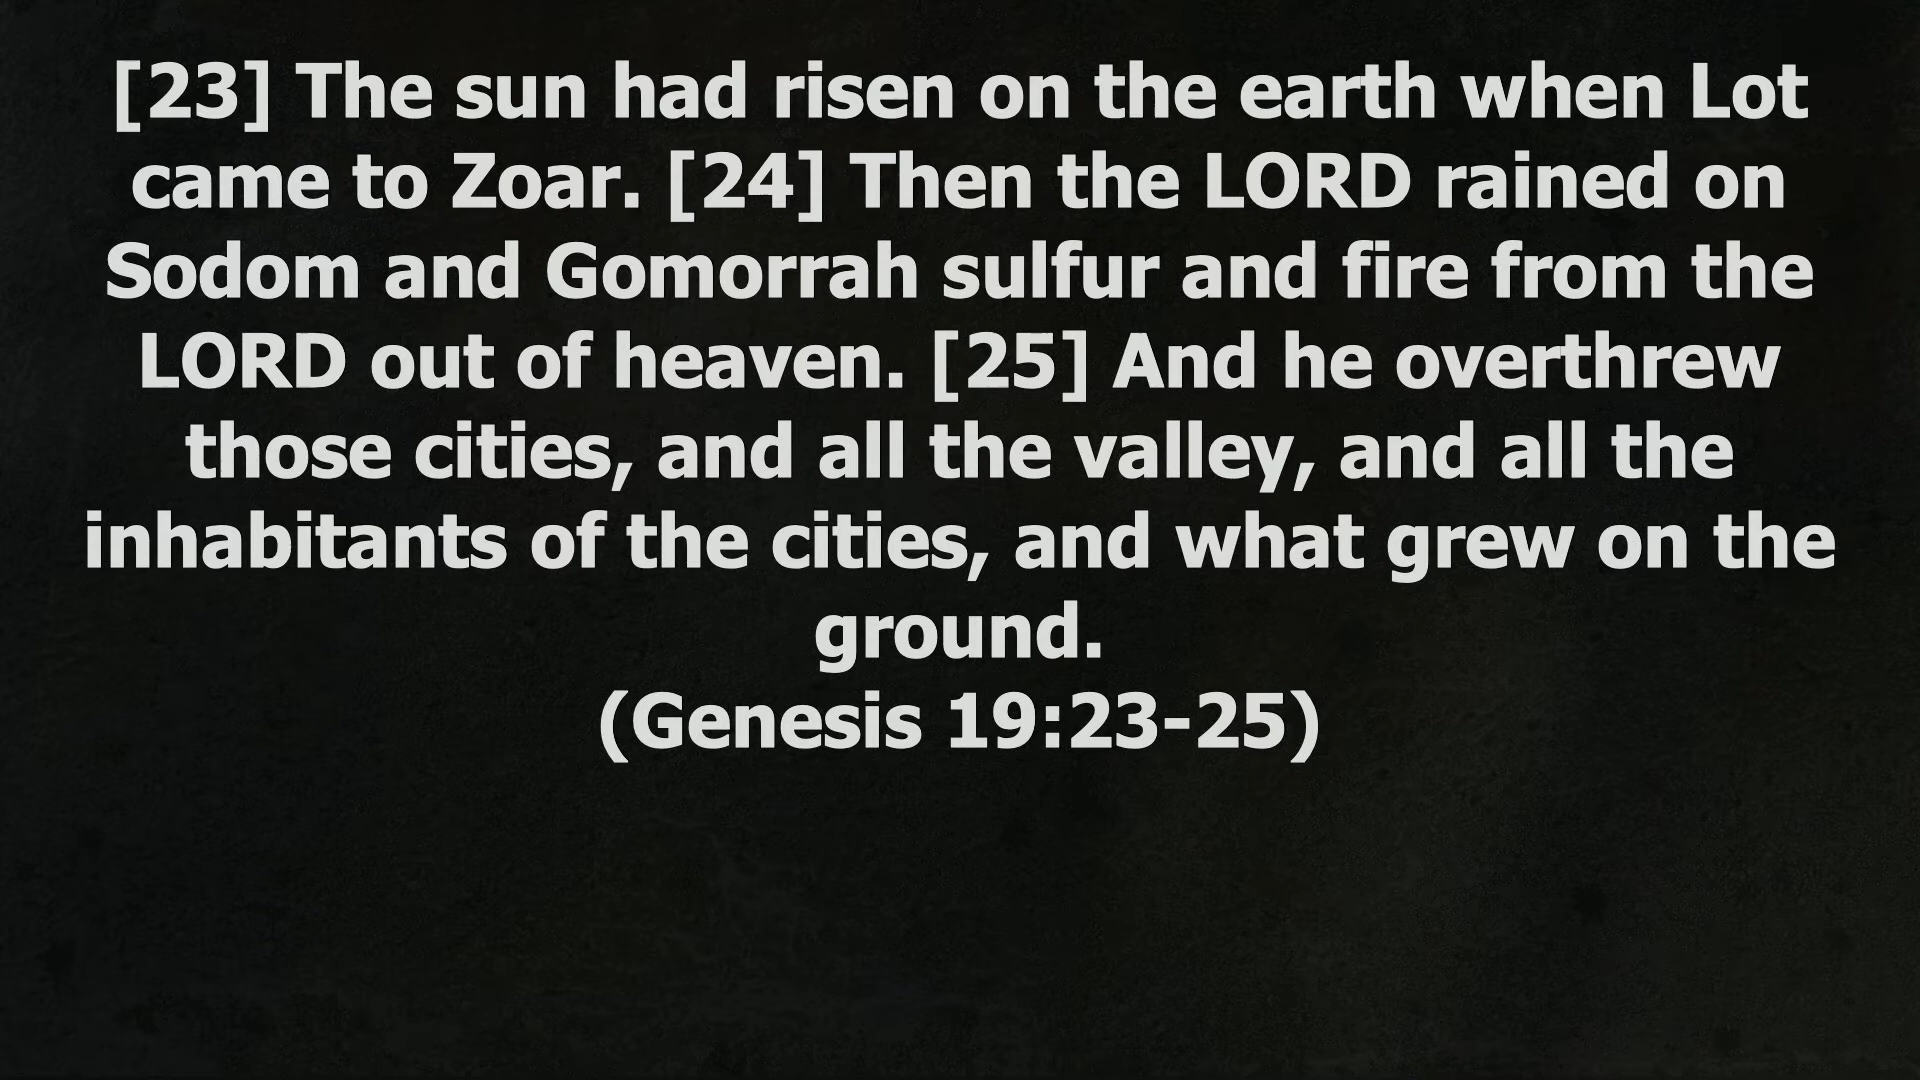 [23] The sun had risen on the earth when Lot
came to Zoar. [24] Then the LORD rained on
Sodom and Gomorrah sulfur and fire from the
LORD out of heaven. [25] And he overthrew
those cities, and all the valley, and all the
inhabitants of the cities, and what grew on the
ground.
(Genesis 19:23-25)